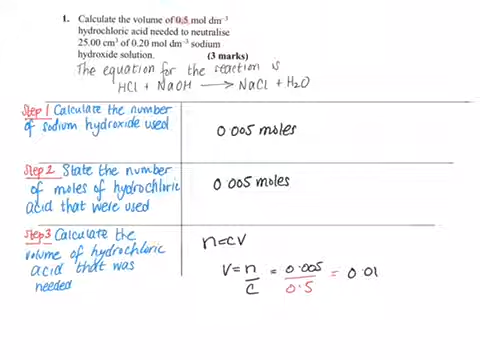 1. Calculate the volume of 0.5 mol dm⁻³
hydrochloric acid needed to neutralise
25.00 cm³ of 0.20 mol dm⁻³ sodium
hydroxide solution. (3 marks)
The equation for the reaction is
HCl + NaOH → NaCl + H₂O
Step 1 Calculate the number
of sodium hydroxide used
0.005 moles
Step 2 State the number
of moles of hydrochloric
acid that were used
0.005 moles
Step 3 Calculate the
volume of hydrochloric
acid that was
needed
n=cv
v = n/c = 0.005/0.5 = 0.01